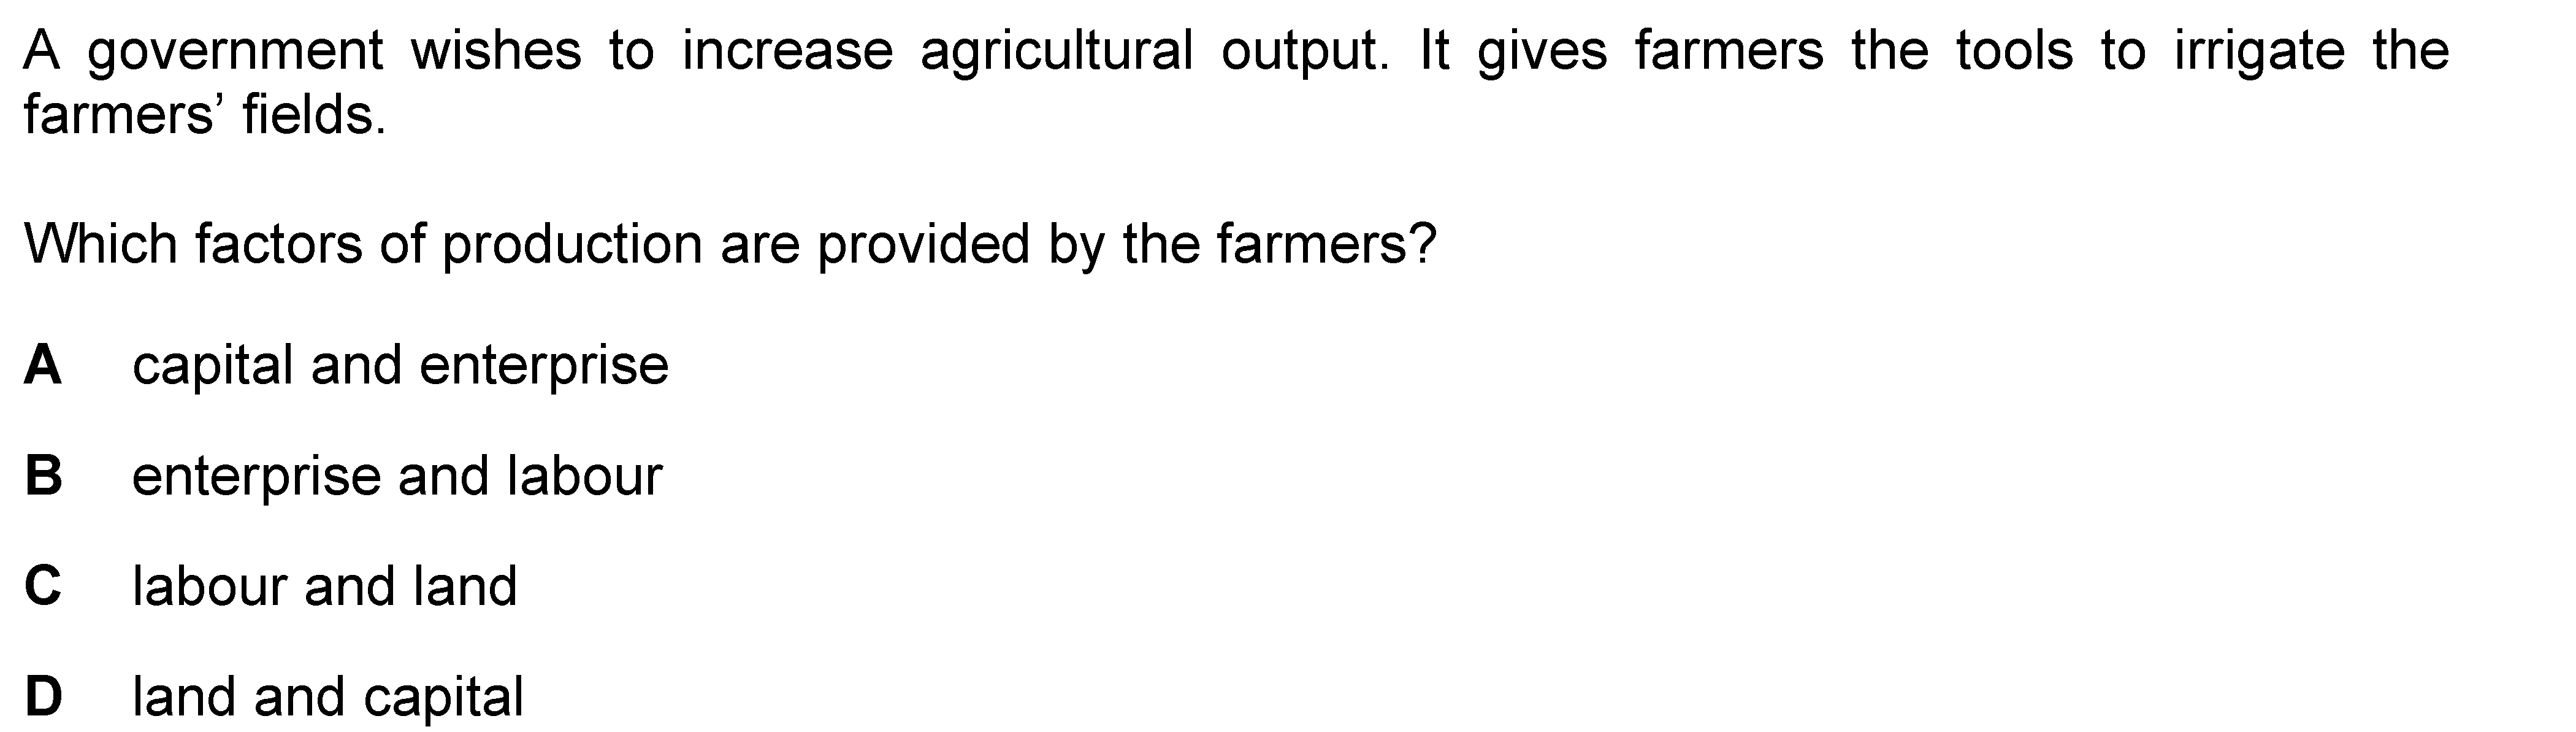 A government wishes to increase agricultural output. It gives farmers the tools to irrigate the
farmers’ fields.
Which factors of production are provided by the farmers?
A capital and enterprise
B enterprise and labour
C labour and land
D land and capital